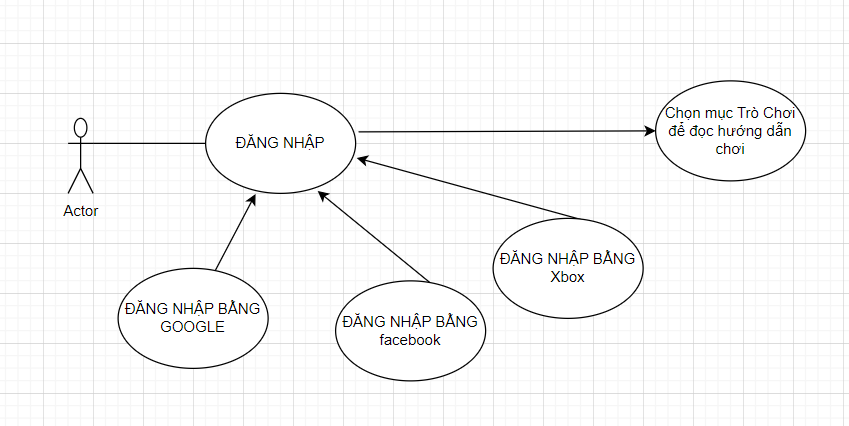 Actor
ĐĂNG NHẬP
Chọn mục Trò Chơi
để đọc hướng dẫn
chơi
ĐĂNG NHẬP BẰNG
GOOGLE
ĐĂNG NHẬP BẰNG
facebook
ĐĂNG NHẬP BẰNG
Xbox